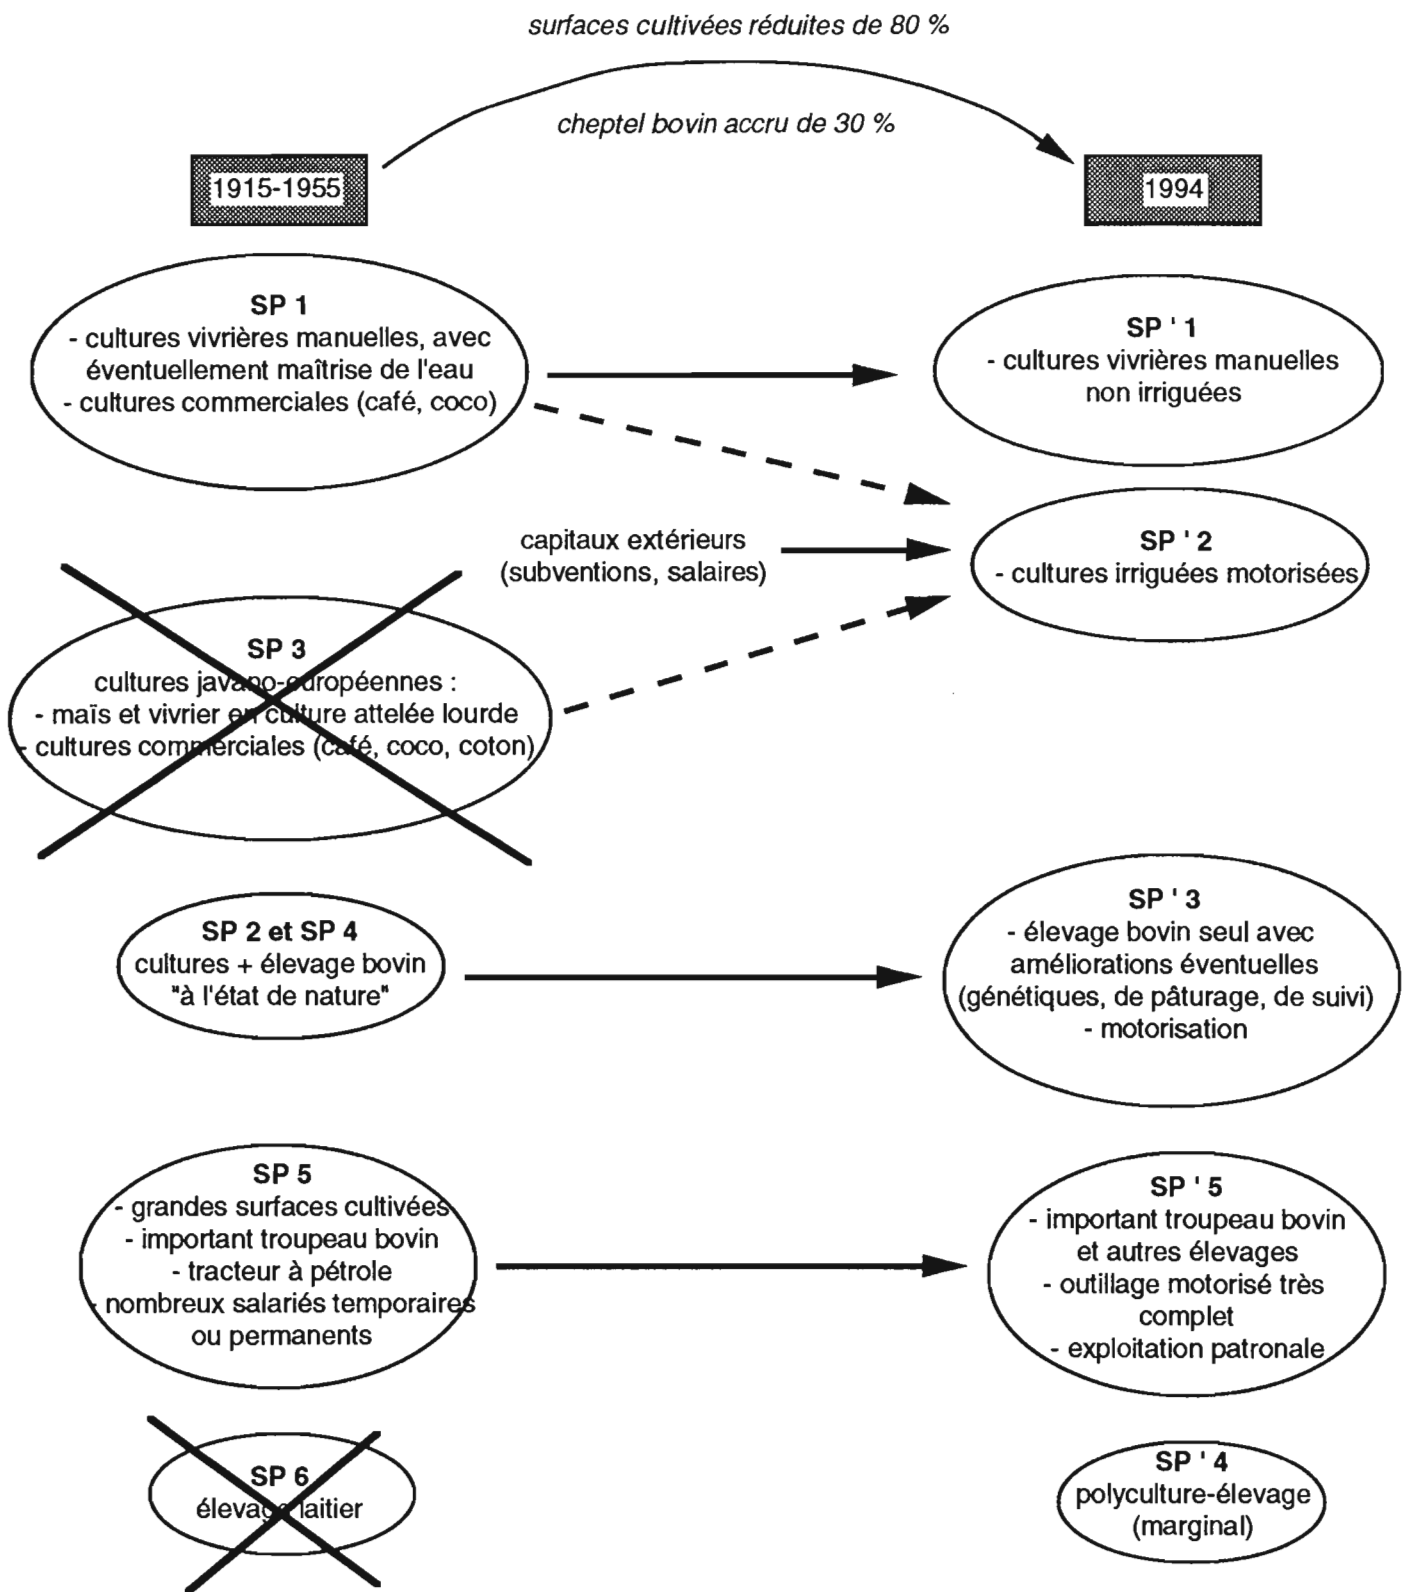 surfaces cultivées réduites de 80 %
cheptel bovin accru de 30 %
1915-1955
1994
SP 1
- cultures vivrières manuelles, avec
éventuellement maîtrise de l'eau
- cultures commerciales (café, coco)
SP ' 1
- cultures vivrières manuelles
non irriguées
capitaux extérieurs
(subventions, salaires)
SP ' 2
- cultures irriguées motorisées
SP 3
cultures javano-européennes :
- maïs et vivrier en culture attelée lourde
- cultures commerciales (café, coco, coton)
SP 2 et SP 4
cultures + élevage bovin
"à l'état de nature"
SP ' 3
- élevage bovin seul avec
améliorations éventuelles
(génétiques, de pâturage, de suivi)
- motorisation
SP 5
- grandes surfaces cultivées
- important troupeau bovin
- tracteur à pétrole
- nombreux salariés temporaires
ou permanents
SP ' 5
- important troupeau bovin
et autres élevages
- outillage motorisé très
complet
- exploitation patronale
SP 6
élevage laitier
SP ' 4
polyculture-élevage
(marginal)